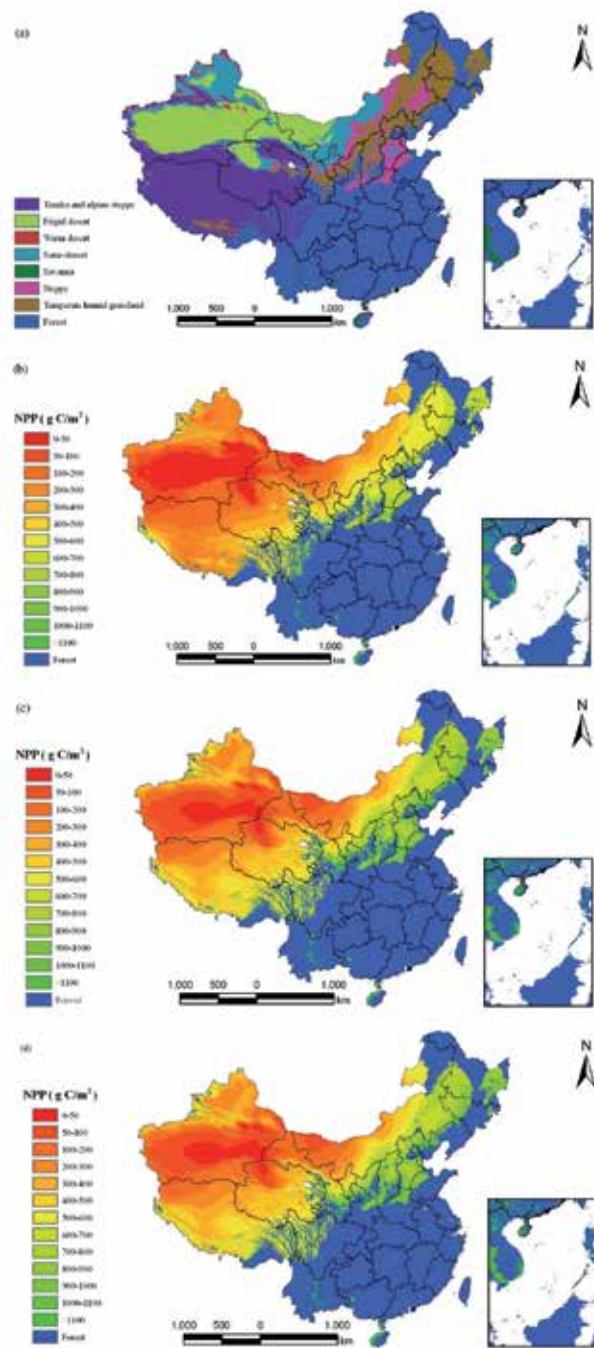 (a)
N
Tundra and alpine steppe
Frigid desert
Warm desert
Semi-desert
Savanna
Steppe
Temperate humid grassland
Forest
1,000 500 0 1,000
km
(b)
N
NPP ( g C/m²)
0-50
50-100
100-200
200-300
300-400
400-500
500-600
600-700
700-800
800-900
900-1000
1000-1100
>1100
Forest
1,000 500 0 1,000
km
(c)
N
NPP ( g C/m²)
0-50
50-100
100-200
200-300
300-400
400-500
500-600
600-700
700-800
800-900
900-1000
1000-1100
>1100
Forest
1,000 500 0 1,000
km
N
NPP ( g C/m²)
0-50
50-100
100-200
200-300
300-400
400-500
500-600
600-700
700-800
800-900
900-1000
1000-1100
>1100
Forest
1,000 500 0 1,000
km